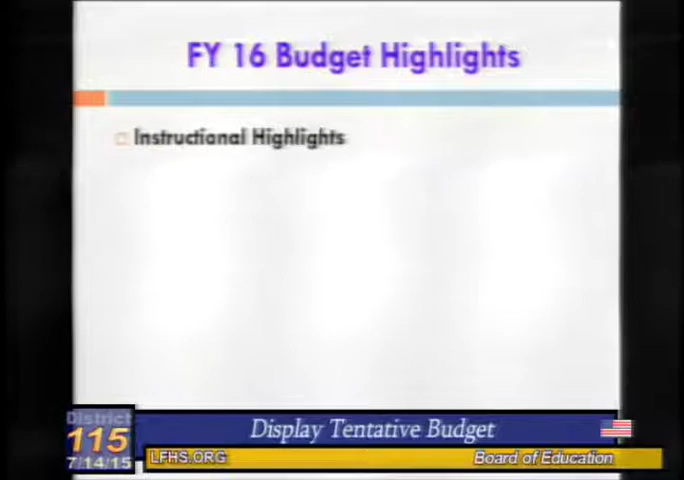 FY 16 Budget Highlights
Instructional Highlights
District
115
7/14/15
Display Tentative Budget
LFHS.ORG
Board of Education